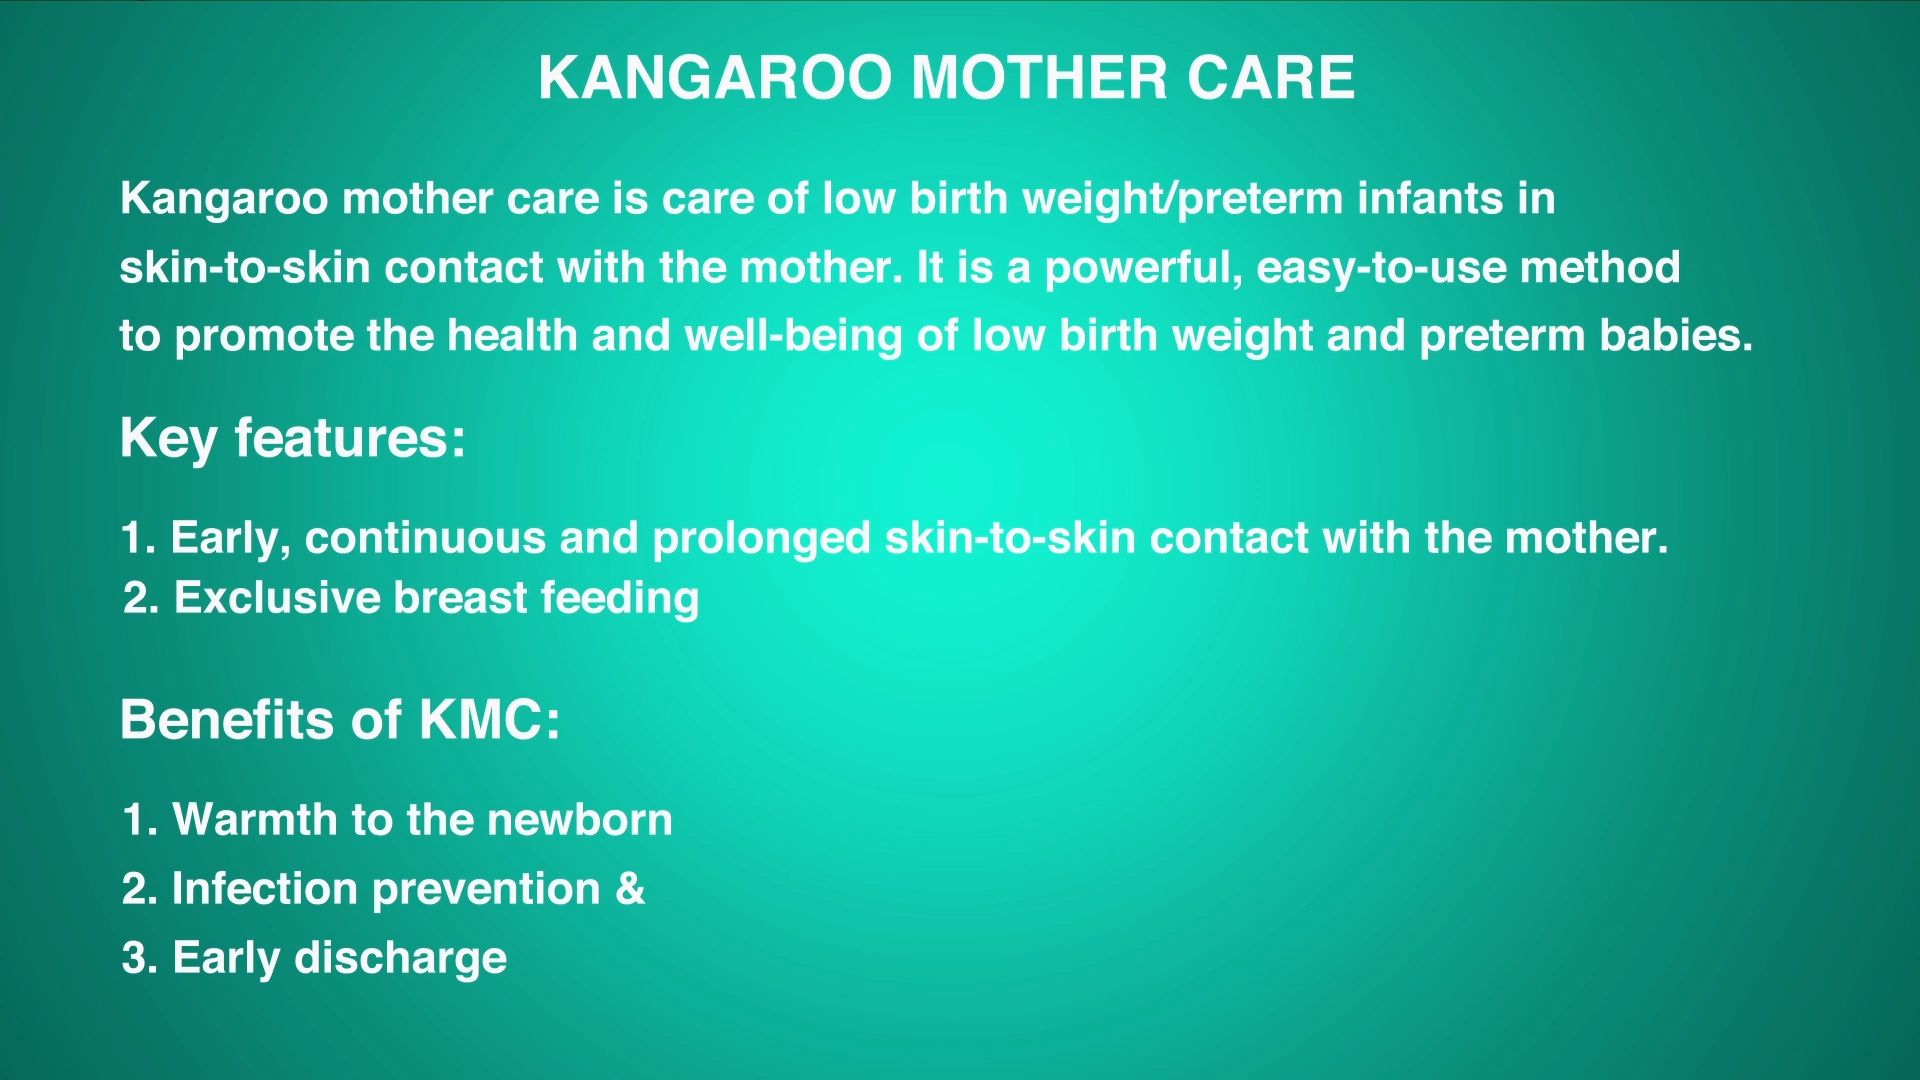 KANGAROO MOTHER CARE
Kangaroo mother care is care of low birth weight/preterm infants in
skin-to-skin contact with the mother. It is a powerful, easy-to-use method
to promote the health and well-being of low birth weight and preterm babies.
Key features:
1. Early, continuous and prolonged skin-to-skin contact with the mother.
2. Exclusive breast feeding
Benefits of KMC:
1. Warmth to the newborn
2. Infection prevention &
3. Early discharge